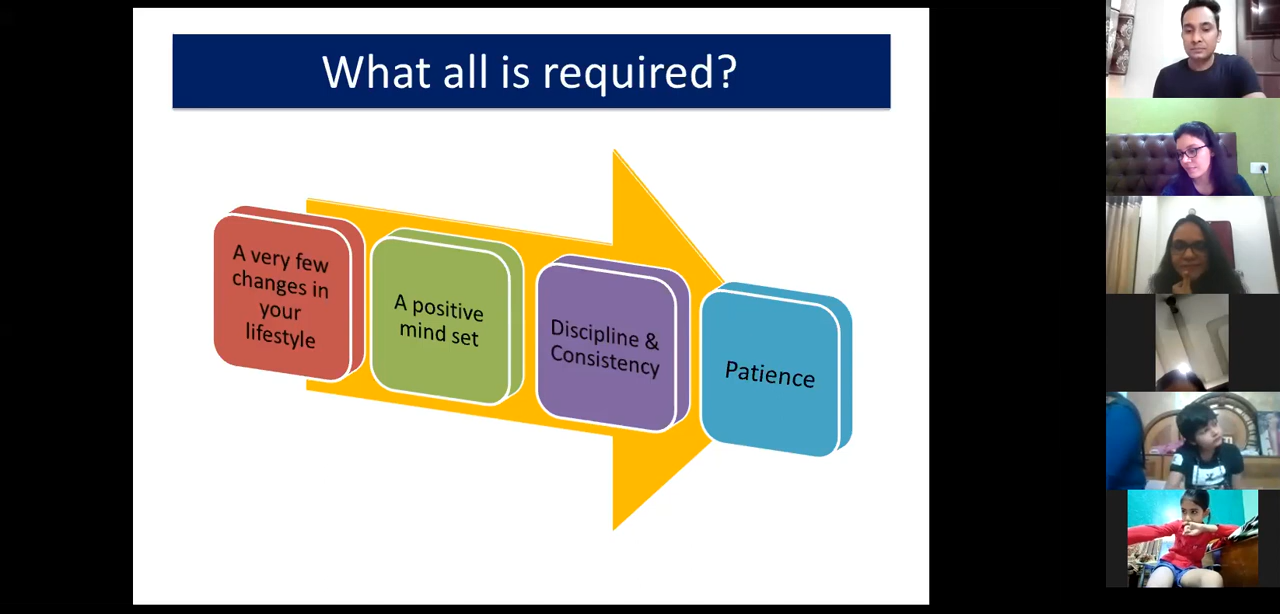 What all is required?
A very few
changes in
your
lifestyle
A positive
mind set
Discipline &
Consistency
Patience